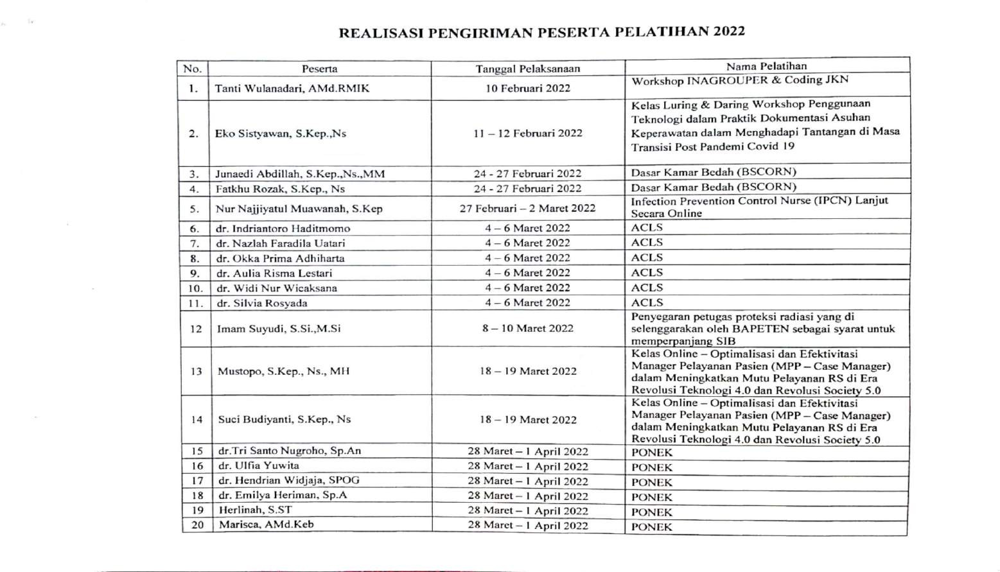 REALISASI PENGIRIMAN PESERTA PELATIHAN 2022
No. Peserta Tanggal Pelaksanaan Nama Pelatihan
1. Tanti Wulanadari, AMd.RMIK 10 Februari 2022 Workshop INAGROUPER & Coding JKN
2. Eko Sistyawan, S.Kep.,Ns 11 – 12 Februari 2022 Kelas Luring & Daring Workshop Penggunaan
Teknologi dalam Praktik Dokumentasi Asuhan
Keperawatan dalam Menghadapi Tantangan di Masa
Transisi Post Pandemi Covid 19
3. Junaedi Abdillah, S.Kep.,Ns.,MM 24 - 27 Februari 2022 Dasar Kamar Bedah (BSCORN)
4. Fatkhu Rozak, S.Kep., Ns 24 - 27 Februari 2022 Dasar Kamar Bedah (BSCORN)
5. Nur Najjiyatul Muawanah, S.Kep 27 Februari – 2 Maret 2022 Infection Prevention Control Nurse (IPCN) Lanjut
Secara Online
6. dr. Indriantoro Haditmomo 4 – 6 Maret 2022 ACLS
7. dr. Nazlah Faradila Uatari 4 – 6 Maret 2022 ACLS
8. dr. Okka Prima Adhiharta 4 – 6 Maret 2022 ACLS
9. dr. Aulia Risma Lestari 4 – 6 Maret 2022 ACLS
10. dr. Widi Nur Wicaksana 4 – 6 Maret 2022 ACLS
11. dr. Silvia Rosyada 4 – 6 Maret 2022 ACLS
12 Imam Suyudi, S.Si.,M.Si 8 – 10 Maret 2022 Penyegaran petugas proteksi radiasi yang di
selenggarakan oleh BAPETEN sebagai syarat untuk
memperpanjang SIB
13 Mustopo, S.Kep., Ns., MH 18 – 19 Maret 2022 Kelas Online – Optimalisasi dan Efektivitasi
Manager Pelayanan Pasien (MPP – Case Manager)
dalam Meningkatkan Mutu Pelayanan RS di Era
Revolusi Teknologi 4.0 dan Revolusi Society 5.0
14 Suci Budiyanti, S.Kep., Ns 18 – 19 Maret 2022 Kelas Online – Optimalisasi dan Efektivitasi
Manager Pelayanan Pasien (MPP – Case Manager)
dalam Meningkatkan Mutu Pelayanan RS di Era
Revolusi Teknologi 4.0 dan Revolusi Society 5.0
15 dr.Tri Santo Nugroho, Sp.An 28 Maret – 1 April 2022 PONEK
16 dr. Ulfia Yuwita 28 Maret – 1 April 2022 PONEK
17 dr. Hendrian Widjaja, SPOG 28 Maret – 1 April 2022 PONEK
18 dr. Emilya Heriman, Sp.A 28 Maret – 1 April 2022 PONEK
19 Herlinah, S.ST 28 Maret – 1 April 2022 PONEK
20 Marisca, AMd.Keb 28 Maret – 1 April 2022 PONEK